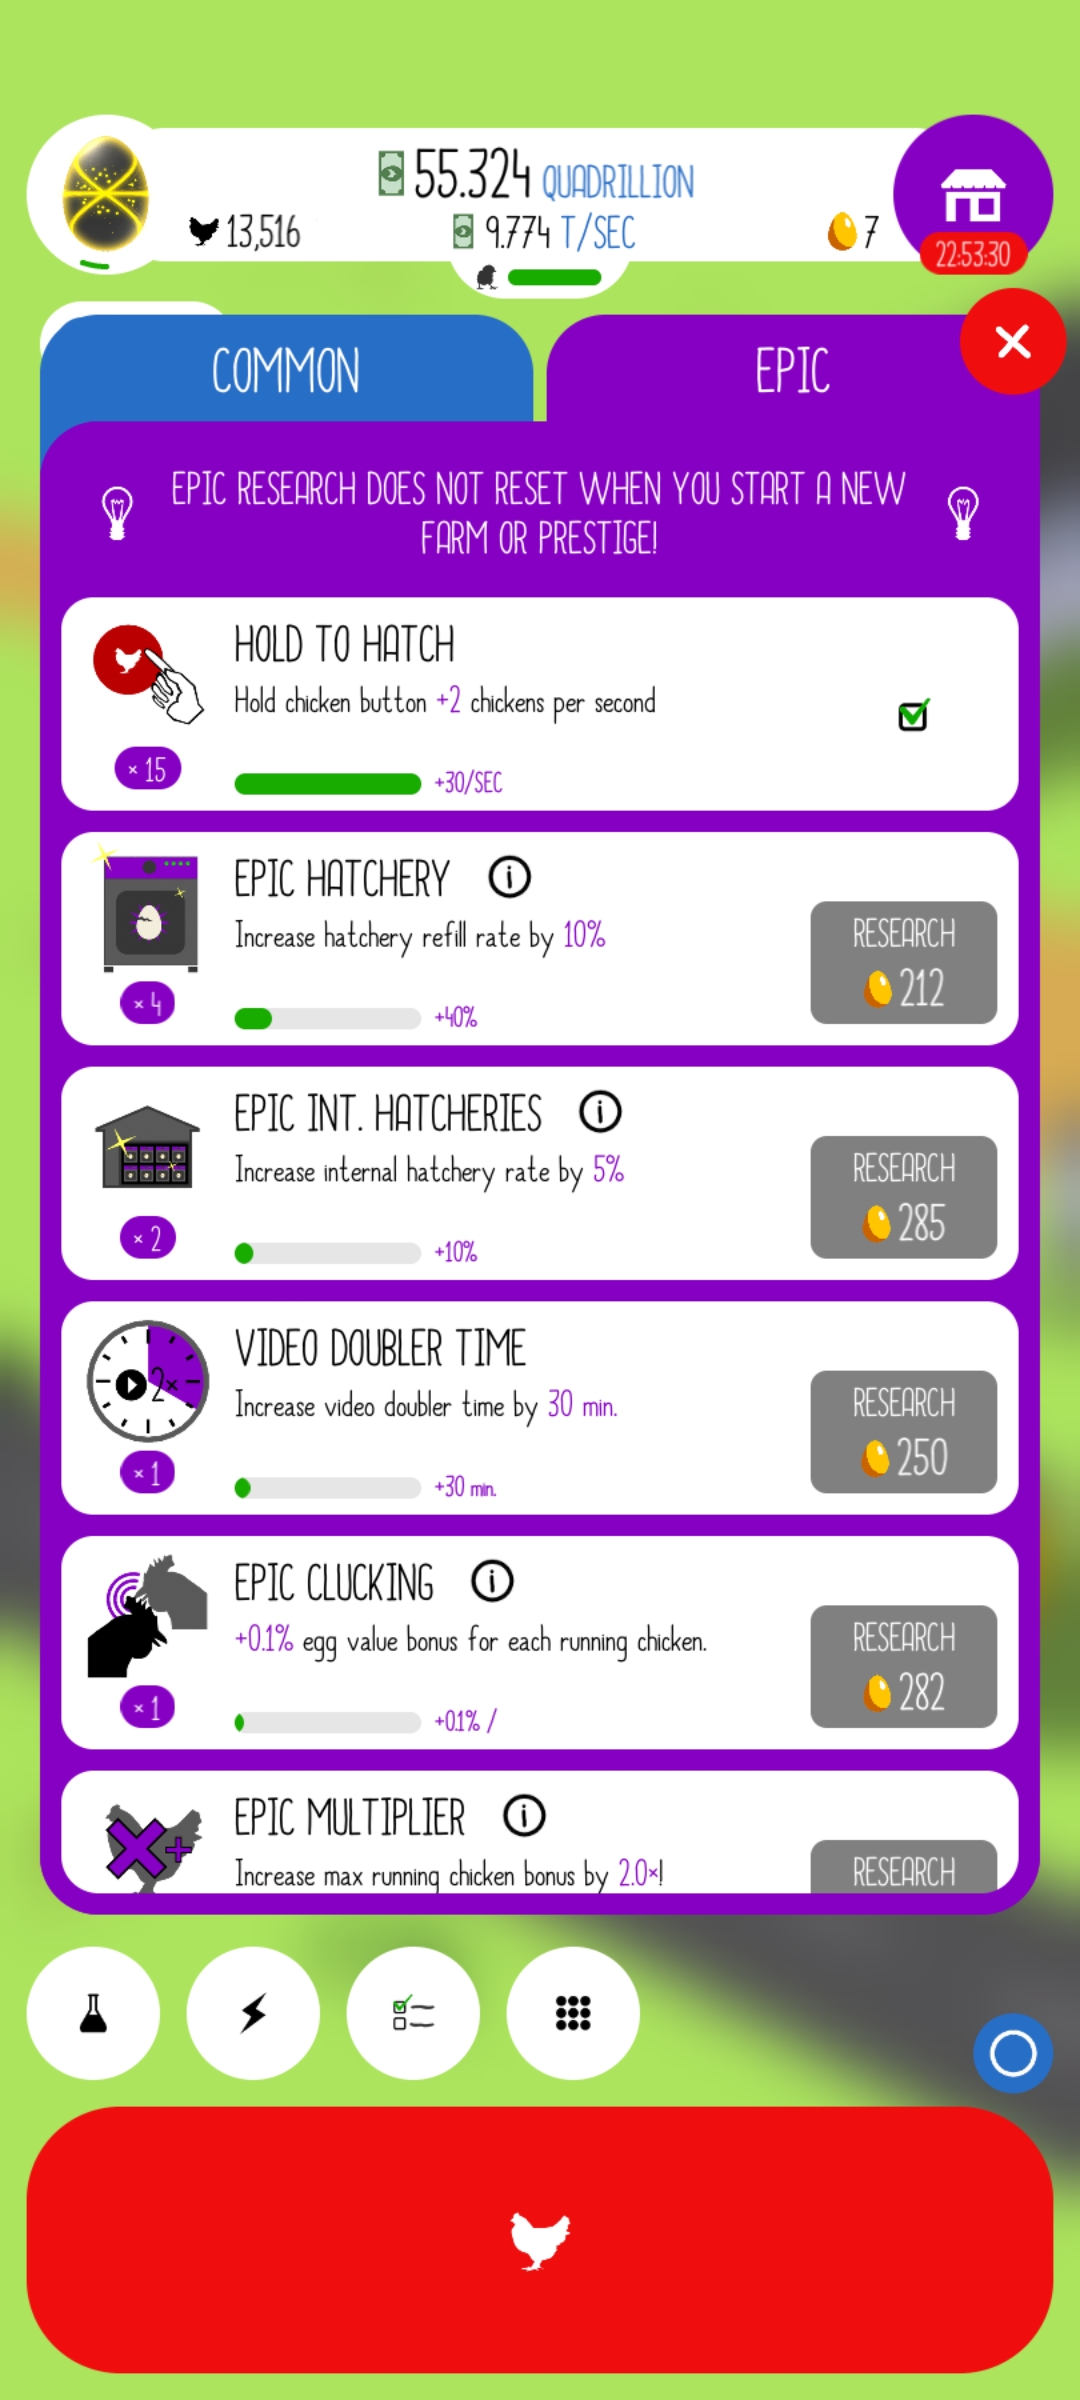 55.324 QUADRILLION
13,516
9.774 T/SEC
7
22:53:30
COMMON
EPIC
EPIC RESEARCH DOES NOT RESET WHEN YOU START A NEW
FARM OR PRESTIGE!
HOLD TO HATCH
Hold chicken button +2 chickens per second
× 15
+30/SEC
EPIC HATCHERY
Increase hatchery refill rate by 10%
RESEARCH
212
× 4
+40%
EPIC INT. HATCHERIES
Increase internal hatchery rate by 5%
RESEARCH
285
× 2
+10%
VIDEO DOUBLER TIME
2×
Increase video doubler time by 30 min.
RESEARCH
250
× 1
+30 min.
EPIC CLUCKING
+0.1% egg value bonus for each running chicken.
RESEARCH
282
× 1
+0.1% /
EPIC MULTIPLIER
Increase max running chicken bonus by 2.0×!
RESEARCH